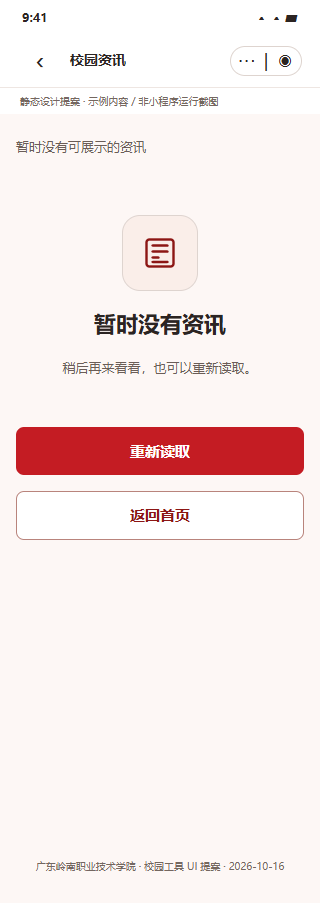 9:41
校园资讯
静态设计提案 · 示例内容 / 非小程序运行截图
暂时没有可展示的资讯
暂时没有资讯
稍后再来看看，也可以重新读取。
重新读取
返回首页
广东岭南职业技术学院 · 校园工具 UI 提案 · 2026-10-16